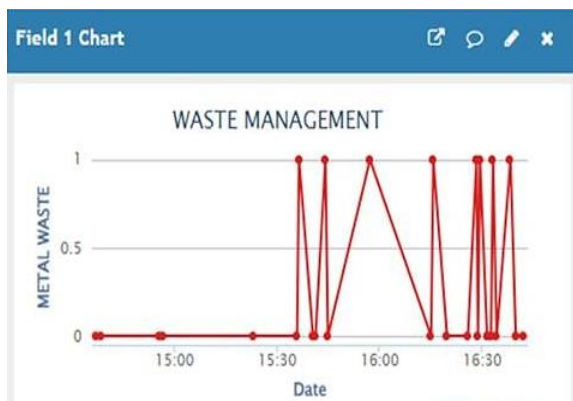 Field 1 Chart
WASTE MANAGEMENT
METAL WASTE
1
0.5
0
15:00 15:30 16:00 16:30
Date